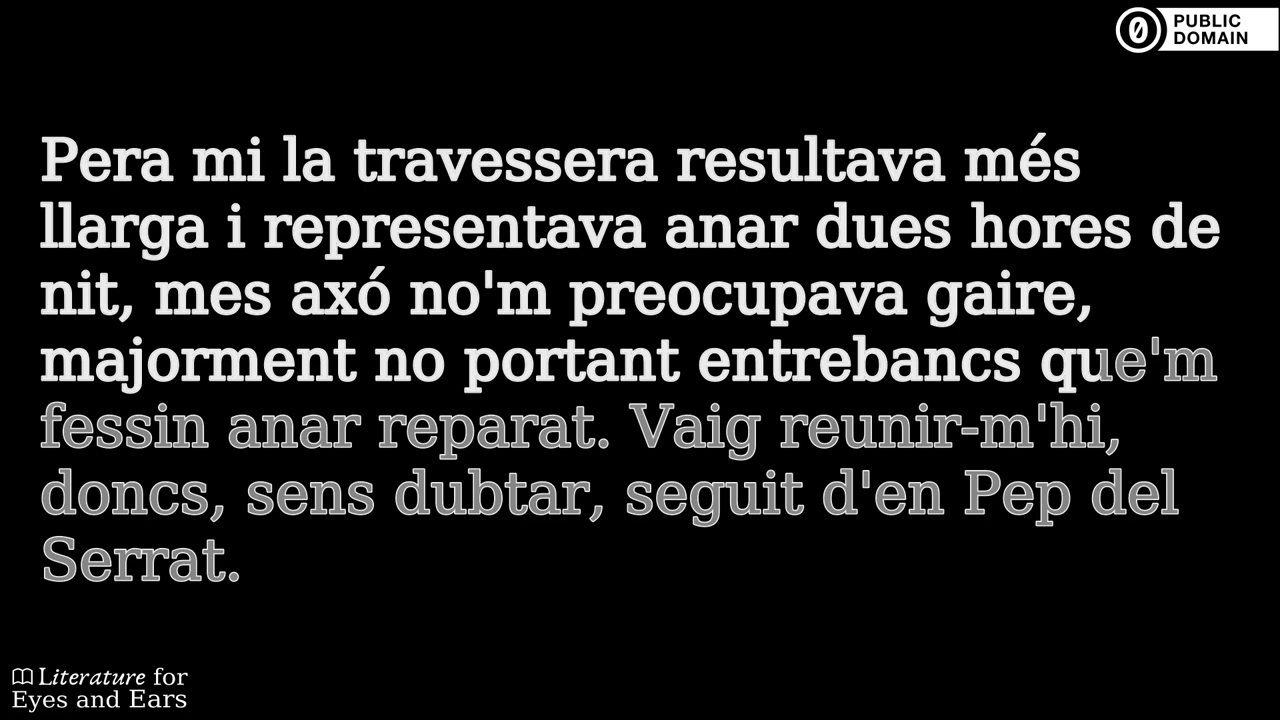 PUBLIC
DOMAIN
Pera mi la travessera resultava més
llarga i representava anar dues hores de
nit, mes axó no'm preocupava gaire,
majorment no portant entrebancs que'm
fessin anar reparat. Vaig reunir-m'hi,
doncs, sens dubtar, seguit d'en Pep del
Serrat.
Literature for
Eyes and Ears